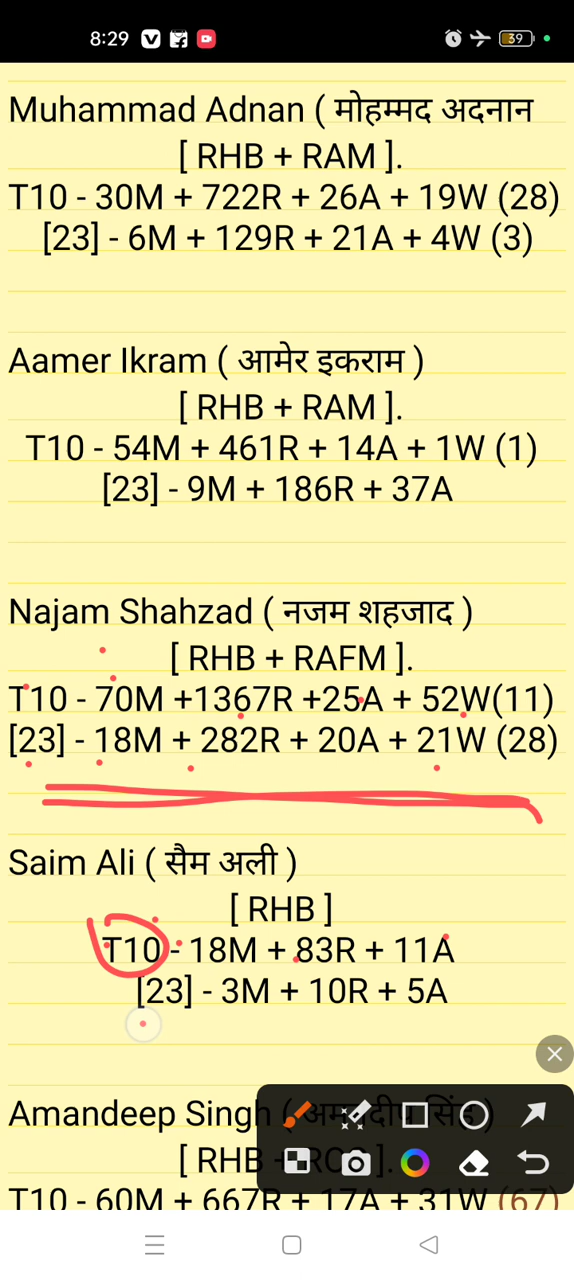 8:29
39
Muhammad Adnan ( मोहम्मद अदनान
[ RHB + RAM ].
T10 - 30M + 722R + 26A + 19W (28)
[23] - 6M + 129R + 21A + 4W (3)
Aamer Ikram ( आमेर इकराम )
[ RHB + RAM ].
T10 - 54M + 461R + 14A + 1W (1)
[23] - 9M + 186R + 37A
Najam Shahzad ( नजम शहजाद )
[ RHB + RAFM ].
T10 - 70M +1367R +25A + 52W(11)
[23] - 18M + 282R + 20A + 21W (28)
Saim Ali ( सैम अली )
[ RHB ]
T10 - 18M + 83R + 11A
[23] - 3M + 10R + 5A
Amandeep Singh ( अमनदीप सिंह )
[ RHB + ].
T10 - 60M + 667R + 17A + 31W (67)